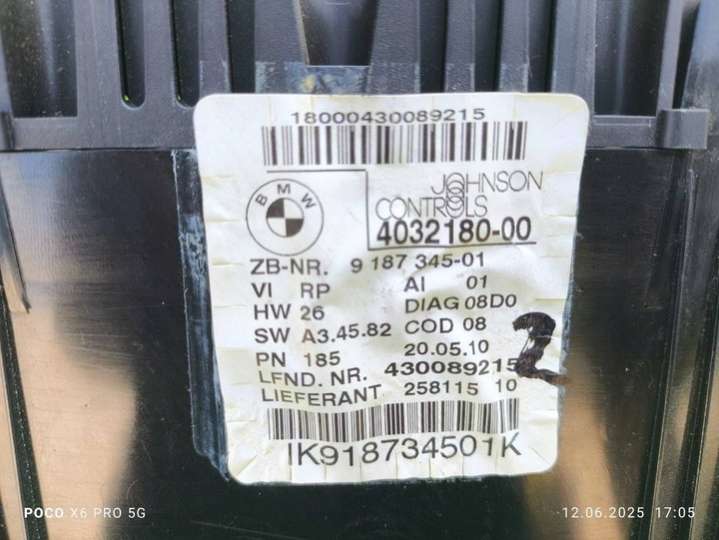 18000430089215
BMW
JOHNSON
CONTROLS
4032180-00
ZB-NR. 9 187 345-01
VI RP AI 01
HW 26 DIAG 08D0
SW A3.45.82 COD 08
PN 185 20.05.10
LFND. NR. 430089215
LIEFERANT 258115 10
2
IK918734501K
POCO X6 PRO 5G
12.06.2025 17:05